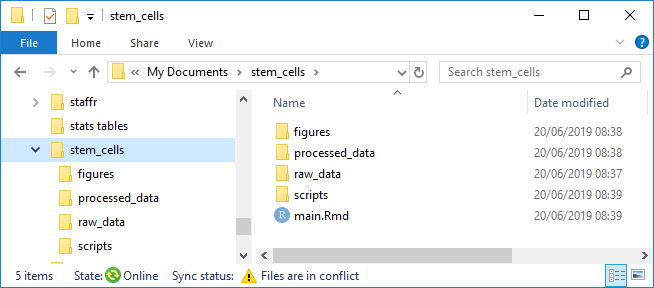 stem_cells
File Home Share View
« My Documents › stem_cells › Search stem_cells
staffr
stats tables
stem_cells
figures
processed_data
raw_data
scripts
Name Date modified
figures 20/06/2019 08:38
processed_data 20/06/2019 08:38
raw_data 20/06/2019 08:37
scripts 20/06/2019 08:39
R main.Rmd 20/06/2019 08:39
5 items State: Online Sync status: Files are in conflict